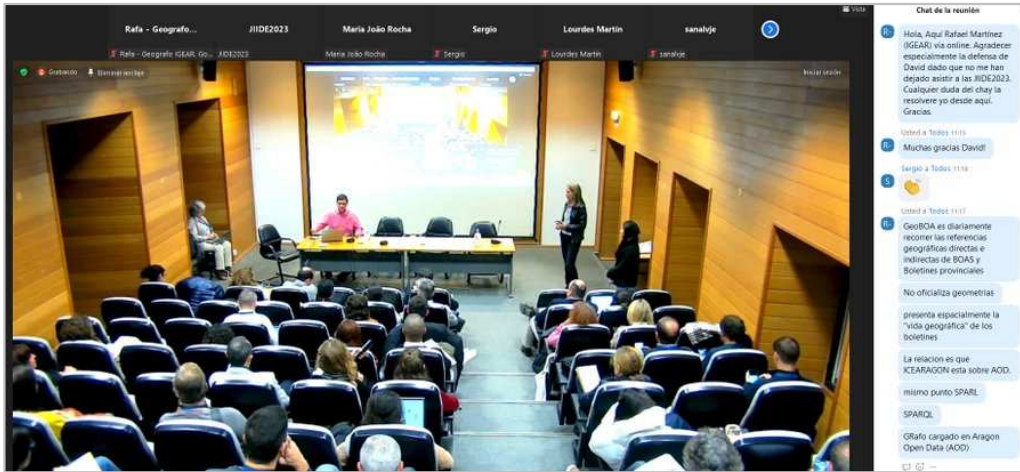 Vista
Rafa - Geografo...
JIIDE2023
Maria João Rocha
Sergio
Lourdes Martin
sanalvje
Rafa - Geografo IGEAR, Go...
JIIDE2023
Maria João Rocha
Sergio
Lourdes Martin
sanalvje
Grabando
Eliminar anclaje
Iniciar sesión
Chat de la reunión
R-
Hola, Aquí Rafael Martínez
(IGEAR) vía online. Agradecer
especialmente la defensa de
David dado que no me han
dejado asistir a las JIIDE2023.
Cualquier duda del chay la
resolvere yo desde aquí.
Gracias.
Usted a Todos 11:15
R-
Muchas gracias David!
Sergio a Todos 11:16
S
Usted a Todos 11:17
R-
GeoBOA es diariamente
recorrer las referencias
geográficas directas e
indirectas de BOAS y
Boletines provinciales
No oficializa geometrias
presenta espacialmente la
"vida geográfica" de los
boletines
La relacion es que
ICEARAGON esta sobre AOD.
mismo punto SPARL
SPARQL
GRafo cargado en Aragon
Open Data (AOD)